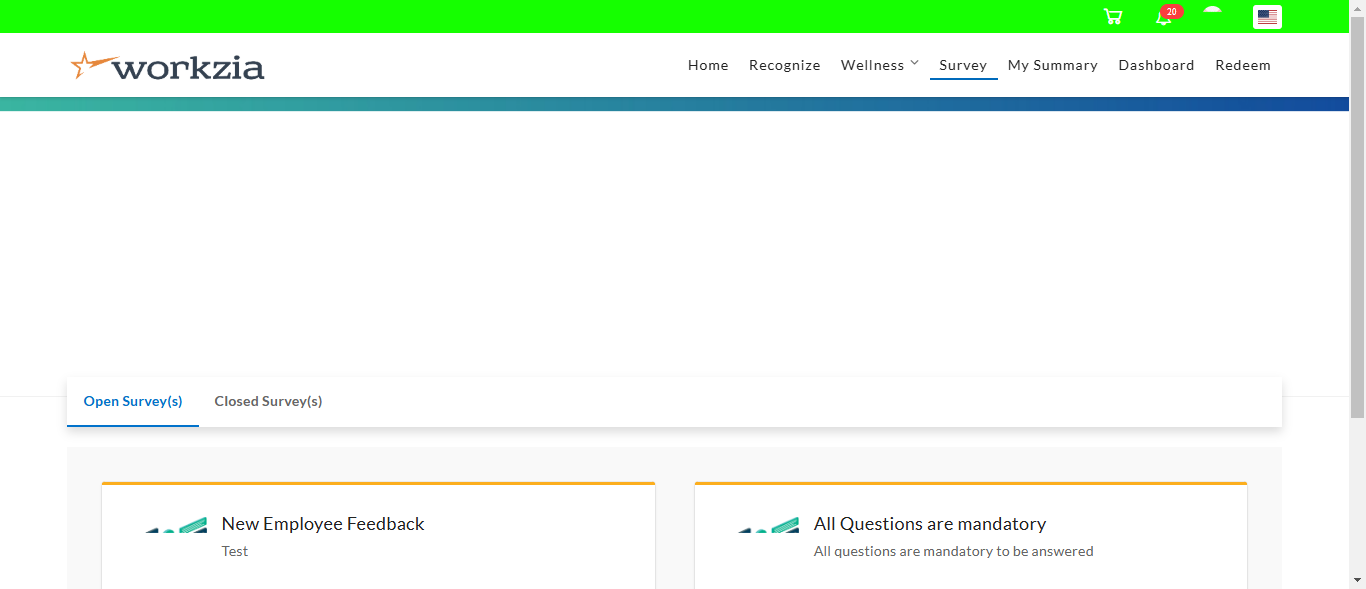 20
workzia
Home Recognize Wellness Survey My Summary Dashboard Redeem
Open Survey(s) Closed Survey(s)
New Employee Feedback
Test
All Questions are mandatory
All questions are mandatory to be answered